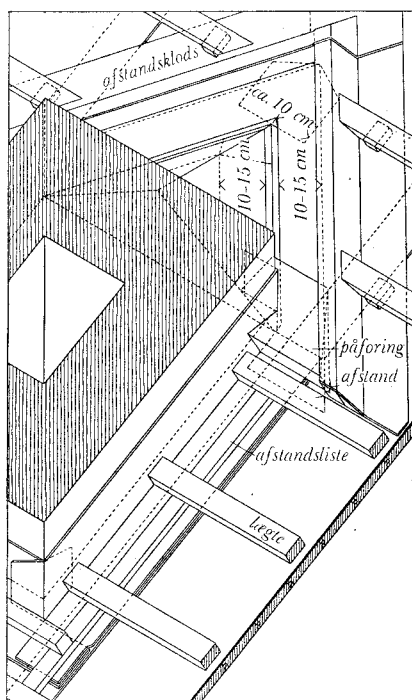 afstandsklods
ca. 10 cm
10-15 cm
10-15 cm
påforing
afstand
afstandsliste
lægte